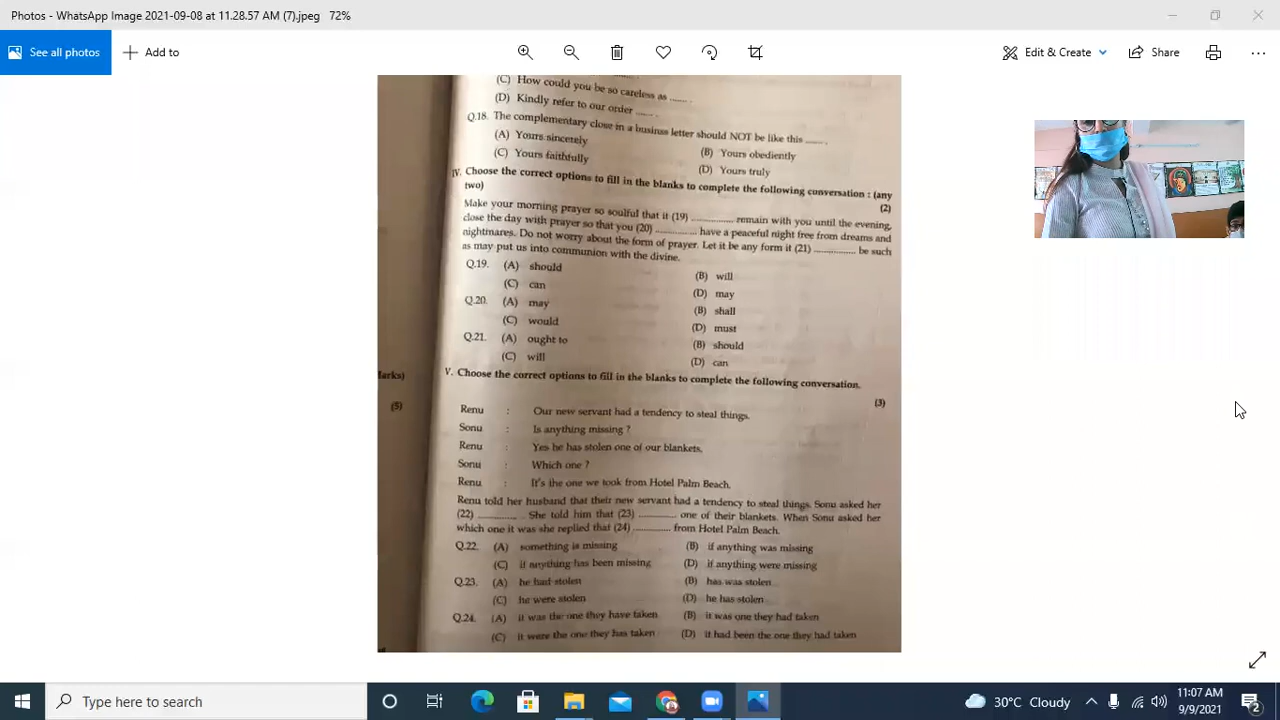 Photos - WhatsApp Image 2021-09-08 at 11.28.57 AM (7).jpeg 72%
See all photos
Add to
Edit & Create
Share
(C) How could you be so careless as ...... .
(D) Kindly refer to our order ...... .
Q.18. The complementary close in a businss letter should NOT be like this ...... .
(A) Yours sincerely
(B) Yours obediently
(C) Yours faithfully
(D) Yours truly
IV. Choose the correct options to fill in the blanks to complete the following conversation : (any
two) (2)
Make your morning prayer so soulful that it (19) .............. remain with you until the evening,
close the day with prayer so that you (20) .............. have a peaceful night free from dreams and
nightmares. Do not worry about the form of prayer. Let it be any form it (21) .............. be such
as may put us into communion with the divine.
Q.19. (A) should (B) will
(C) can (D) may
Q.20. (A) may (B) shall
(C) would (D) must
Q.21. (A) ought to (B) should
(C) will (D) can
Marks)
V. Choose the correct options to fill in the blanks to complete the following conversation.
(5)
(3)
Renu : Our new servant had a tendency to steal things.
Sonu : Is anything missing ?
Renu : Yes he has stolen one of our blankets.
Sonu : Which one ?
Renu : It's the one we took from Hotel Palm Beach.
Renu told her husband that their new servant had a tendency to steal things. Sonu asked her
(22) ............. . She told him that (23) ............. one of their blankets. When Sonu asked her
which one it was she replied that (24) ............. from Hotel Palm Beach.
Q.22. (A) something is missing (B) if anything was missing
(C) if anything has been missing (D) if anything were missing
Q.23. (A) he had stolen (B) has was stolen
(C) he were stolen (D) he has stolen
Q.24. (A) it was the one they have taken (B) it was one they had taken
(C) it were the one they has taken (D) it had been the one they had taken
Type here to search
30°C Cloudy
11:07 AM
9/9/2021
2